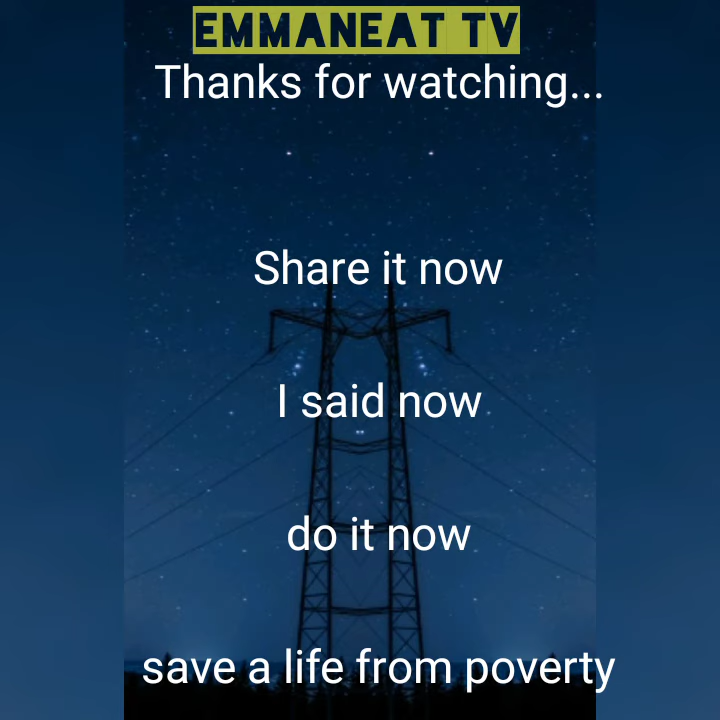 EMMANEAT TV
Thanks for watching...
Share it now
I said now
do it now
save a life from poverty